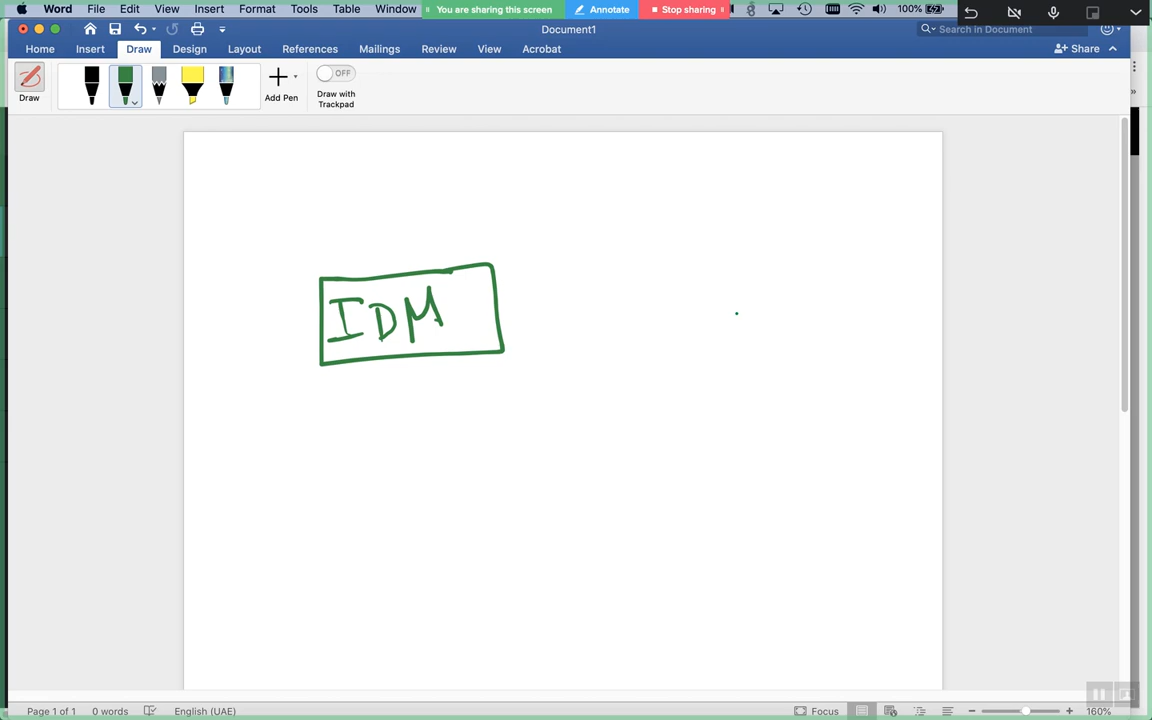 Word File Edit View Insert Format Tools Table Window You are sharing this screen Annotate Stop sharing 100%
Document1 Search in Document
Home Insert Draw Design Layout References Mailings Review View Acrobat Share
OFF
Draw Add Pen Draw with
Trackpad
IDM
Page 1 of 1 0 words English (UAE) Focus 160%